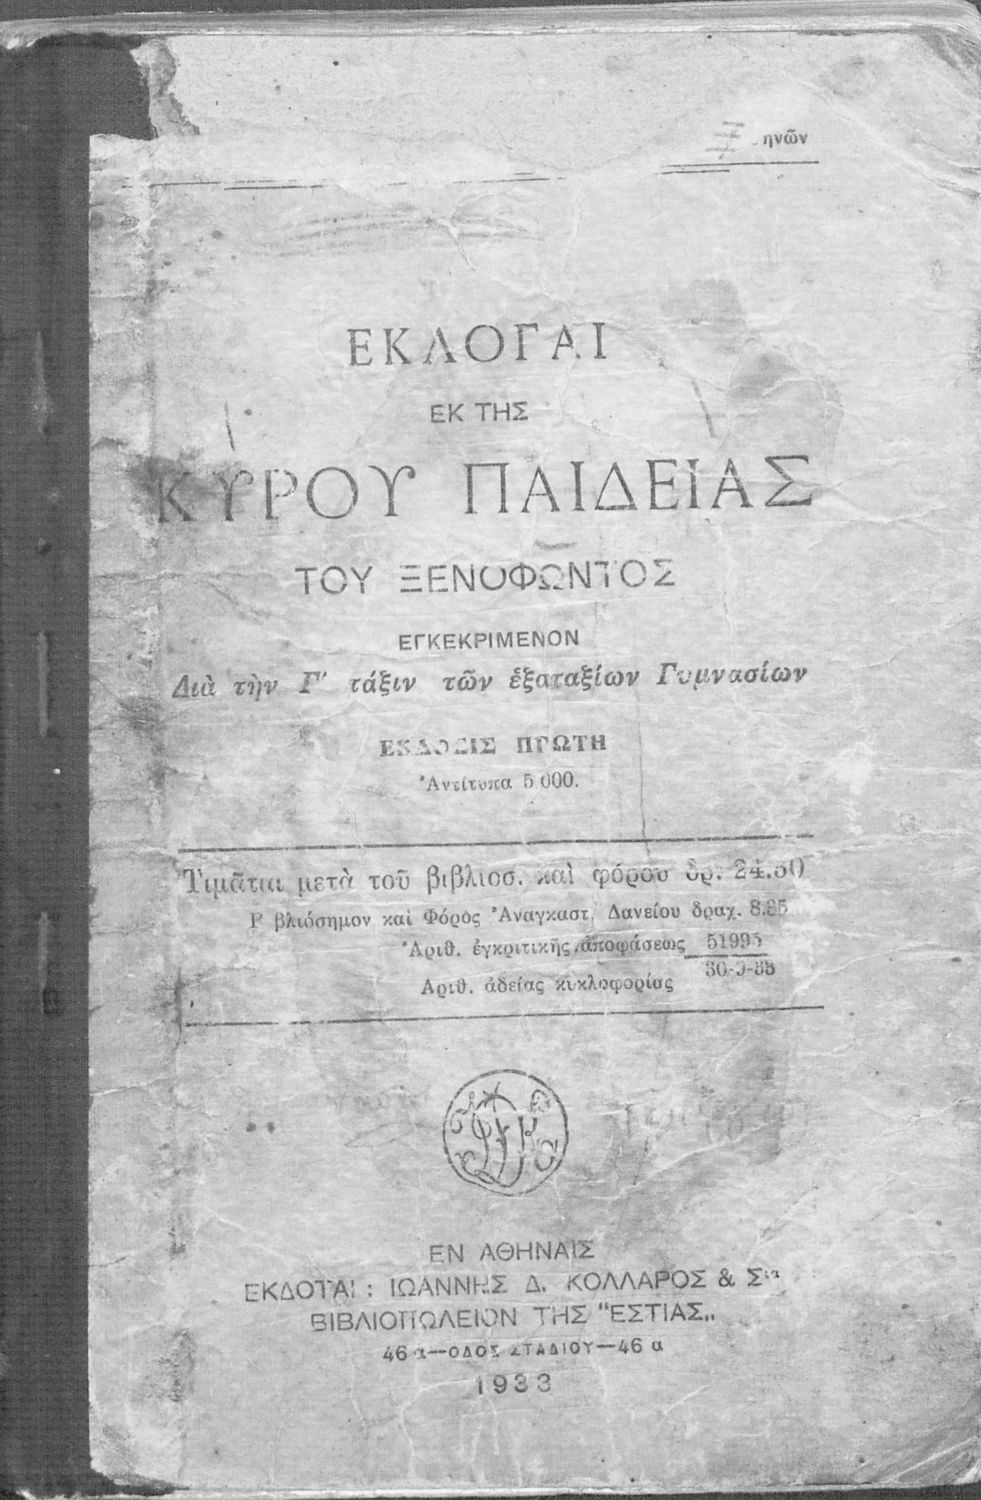 ηνῶν
ΕΚΛΟΓΑΙ
ΕΚ ΤΗΣ
ΚΥΡΟΥ ΠΑΙΔΕΙΑΣ
ΤΟΥ ΞΕΝΟΦΩΝΤΟΣ
ΕΓΚΕΚΡΙΜΕΝΟΝ
Διὰ τὴν Γ' τάξιν τῶν ἑξαταξίων Γυμνασίων
ΕΚΔΟΣΙΣ ΠΡΩΤΗ
Ἀντίτυπα 5.000.
Τιμᾶται μετὰ τοῦ βιβλιοσ. καὶ φόρου δρ. 24.50
Βιβλιόσημον καὶ Φόρος Ἀναγκαστ. Δανείου δραχ.
Ἀριθ. ἐγκριτικῆς ἀποφάσεως 51995
Ἀριθ. ἀδείας κυκλοφορίας
ΕΝ ΑΘΗΝΑΙΣ
ΕΚΔΟΤΑΙ : ΙΩΑΝΝΗΣ Δ. ΚΟΛΛΑΡΟΣ & Σια
ΒΙΒΛΙΟΠΩΛΕΙΟΝ ΤΗΣ "ΕΣΤΙΑΣ„
46 α—ΟΔΟΣ ΣΤΑΔΙΟΥ—46 α
1933